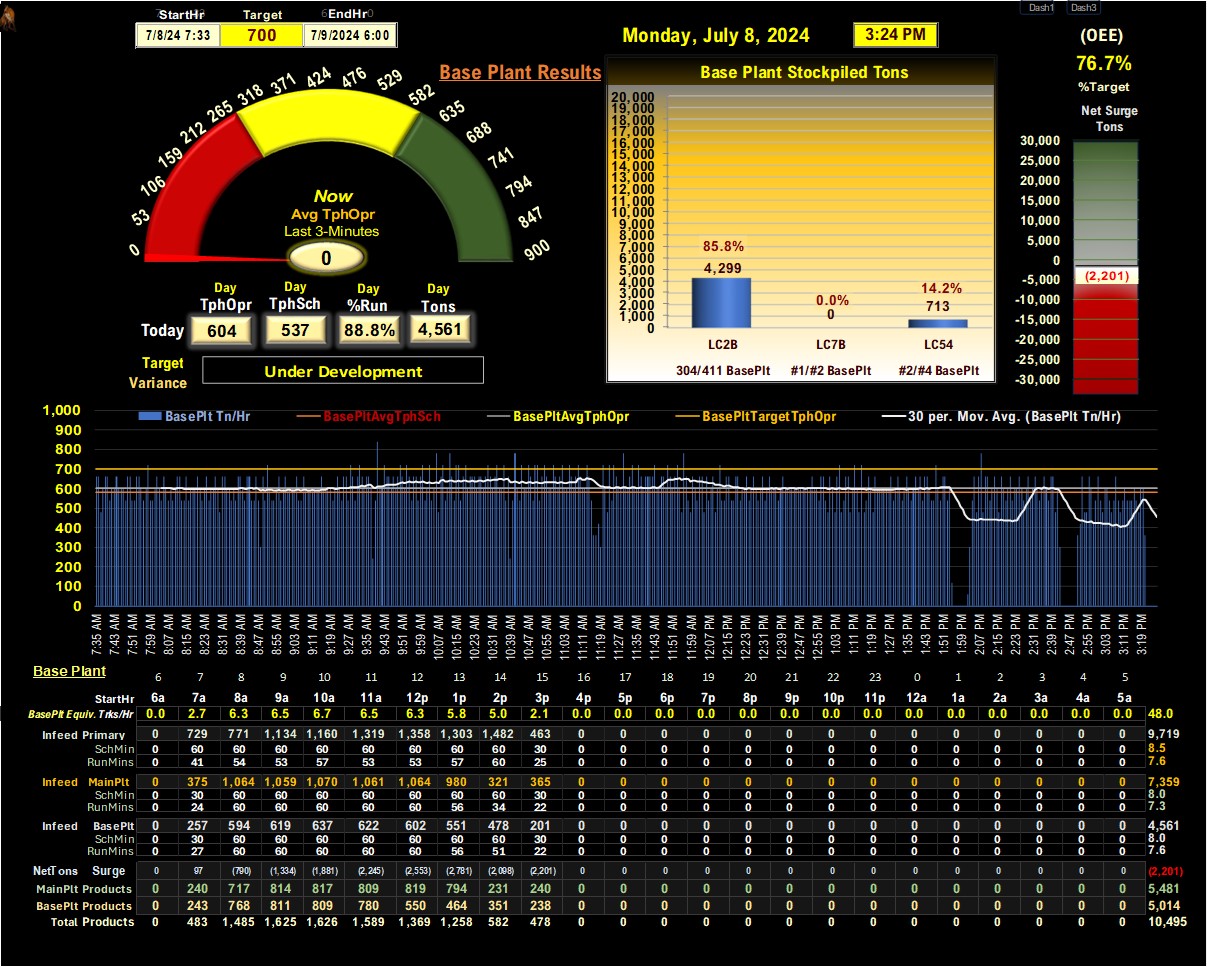 Dash1 Dash3
StartHr Target EndHr
7/8/24 7:33 700 7/9/2024 6:00
Monday, July 8, 2024 3:24 PM
(OEE)
76.7%
%Target
Net Surge
Tons
30,000
25,000
20,000
15,000
10,000
5,000
0
-5,000
-10,000
-15,000
-20,000
-25,000
-30,000
(2,201)
Base Plant Results
0 53 106 159 212 265 318 371 424 476 529 582 635 688 741 794 847 900
Now
Avg TphOpr
Last 3-Minutes
0
Day Day Day Day
TphOpr TphSch %Run Tons
Today 604 537 88.8% 4,561
Target
Variance
Under Development
Base Plant Stockpiled Tons
20,000
19,000
18,000
17,000
16,000
15,000
14,000
13,000
12,000
11,000
10,000
9,000
8,000
7,000
6,000
5,000
4,000
3,000
2,000
1,000
0
85.8% 0.0% 14.2%
4,299 0 713
LC2B LC7B LC54
304/411 BasePlt #1/#2 BasePlt #2/#4 BasePlt
BasePlt Tn/Hr BasePltAvgTphSch BasePltAvgTphOpr BasePltTargetTphOpr 30 per. Mov. Avg. (BasePlt Tn/Hr)
1,000
900
800
700
600
500
400
300
200
100
0
7:35 AM 7:43 AM 7:51 AM 7:59 AM 8:07 AM 8:15 AM 8:23 AM 8:31 AM 8:39 AM 8:47 AM 8:55 AM 9:03 AM 9:11 AM 9:19 AM 9:27 AM 9:35 AM 9:43 AM 9:51 AM 9:59 AM 10:07 AM 10:15 AM 10:23 AM 10:31 AM 10:39 AM 10:47 AM 10:55 AM 11:03 AM 11:11 AM 11:19 AM 11:27 AM 11:35 AM 11:43 AM 11:51 AM 11:59 AM 12:07 PM 12:15 PM 12:23 PM 12:31 PM 12:39 PM 12:47 PM 12:55 PM 1:03 PM 1:11 PM 1:19 PM 1:27 PM 1:35 PM 1:43 PM 1:51 PM 1:59 PM 2:07 PM 2:15 PM 2:23 PM 2:31 PM 2:39 PM 2:47 PM 2:55 PM 3:03 PM 3:11 PM 3:19 PM
Base Plant
6 7 8 9 10 11 12 13 14 15 16 17 18 19 20 21 22 23 0 1 2 3 4 5
StartHr 6a 7a 8a 9a 10a 11a 12p 1p 2p 3p 4p 5p 6p 7p 8p 9p 10p 11p 12a 1a 2a 3a 4a 5a
BasePlt Equiv. Trks/Hr 0.0 2.7 6.3 6.5 6.7 6.5 6.3 5.8 5.0 2.1 0.0 0.0 0.0 0.0 0.0 0.0 0.0 0.0 0.0 0.0 0.0 0.0 0.0 0.0 48.0
Infeed Primary 0 729 771 1,134 1,160 1,319 1,358 1,303 1,482 463 0 0 0 0 0 0 0 0 0 0 0 0 0 0 9,719
SchMin 0 60 60 60 60 60 60 60 60 30 0 0 0 0 0 0 0 0 0 0 0 0 0 0 8.5
RunMins 0 41 54 53 57 53 53 57 60 25 0 0 0 0 0 0 0 0 0 0 0 0 0 0 7.6
Infeed MainPlt 0 375 1,064 1,059 1,070 1,061 1,064 980 321 365 0 0 0 0 0 0 0 0 0 0 0 0 0 0 7,359
SchMin 0 30 60 60 60 60 60 60 60 30 0 0 0 0 0 0 0 0 0 0 0 0 0 0 8.0
RunMins 0 24 60 60 60 60 60 56 34 22 0 0 0 0 0 0 0 0 0 0 0 0 0 0 7.3
Infeed BasePlt 0 257 594 619 637 622 602 551 478 201 0 0 0 0 0 0 0 0 0 0 0 0 0 0 4,561
SchMin 0 30 60 60 60 60 60 60 60 30 0 0 0 0 0 0 0 0 0 0 0 0 0 0 8.0
RunMins 0 27 60 60 60 60 60 56 51 22 0 0 0 0 0 0 0 0 0 0 0 0 0 0 7.6
NetTons Surge 0 97 (790) (1,334) (1,881) (2,245) (2,553) (2,781) (2,098) (2,201) 0 0 0 0 0 0 0 0 0 0 0 0 0 0 (2,201)
MainPlt Products 0 240 717 814 817 809 819 794 231 240 0 0 0 0 0 0 0 0 0 0 0 0 0 0 5,481
BasePlt Products 0 243 768 811 809 780 550 464 351 238 0 0 0 0 0 0 0 0 0 0 0 0 0 0 5,014
Total Products 0 483 1,485 1,625 1,626 1,589 1,369 1,258 582 478 0 0 0 0 0 0 0 0 0 0 0 0 0 0 10,495